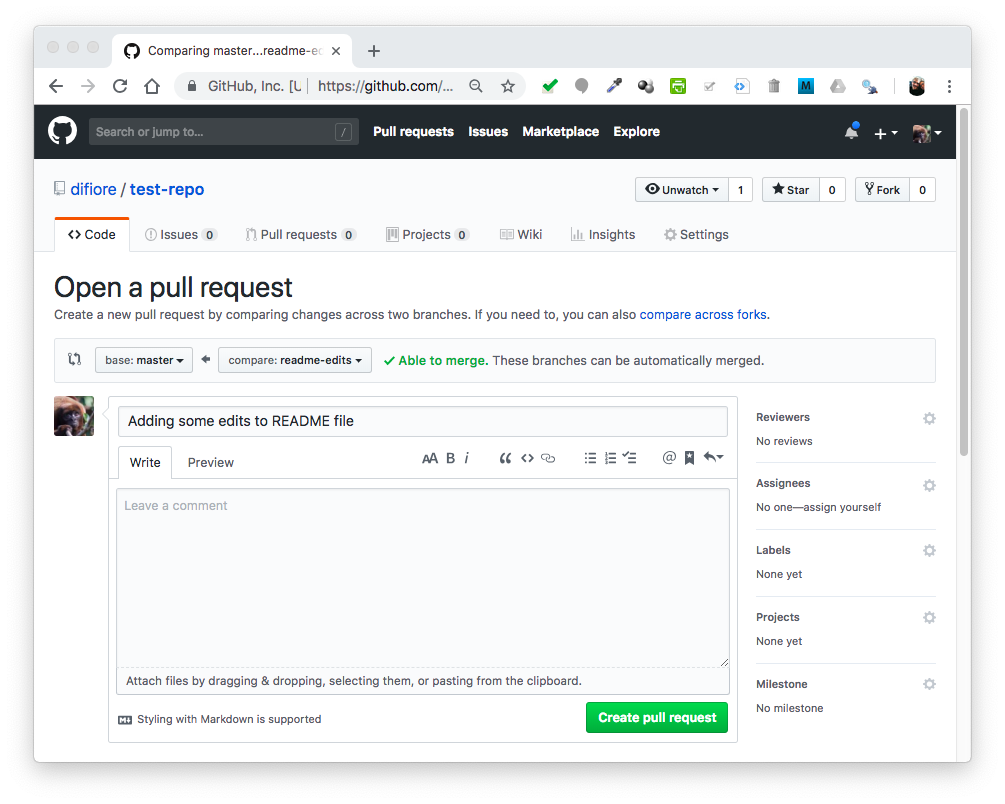 Comparing master...readme-ec
GitHub, Inc. [U https://github.com/...
M
Search or jump to... /
Pull requests Issues Marketplace Explore
difiore / test-repo
Unwatch 1 Star 0 Fork 0
Code Issues 0 Pull requests 0 Projects 0 Wiki Insights Settings
Open a pull request
Create a new pull request by comparing changes across two branches. If you need to, you can also compare across forks.
base: master compare: readme-edits Able to merge. These branches can be automatically merged.
Adding some edits to README file
Write Preview AA B i
Leave a comment
Attach files by dragging & dropping, selecting them, or pasting from the clipboard.
Styling with Markdown is supported
Create pull request
Reviewers
No reviews
Assignees
No one—assign yourself
Labels
None yet
Projects
None yet
Milestone
No milestone